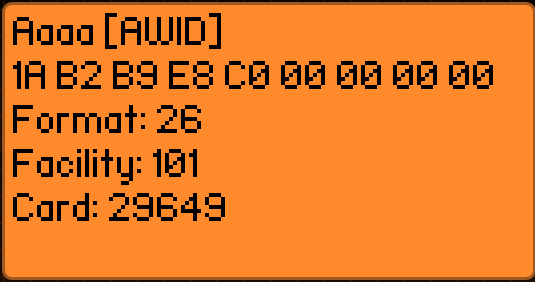 Aaaa [AWID]
1A B2 B9 E8 C0 00 00 00 00
Format: 26
Facility: 101
Card: 29649